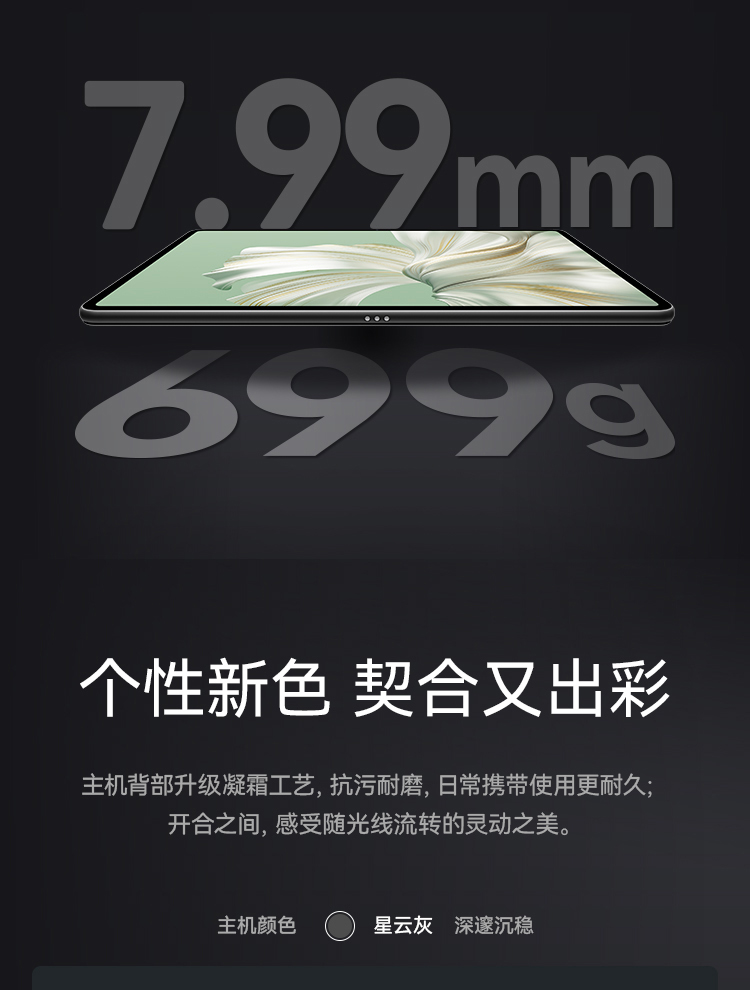 7.99mm
699g
个性新色 契合又出彩
主机背部升级凝霜工艺, 抗污耐磨, 日常携带使用更耐久;
开合之间, 感受随光线流转的灵动之美。
主机颜色 星云灰 深邃沉稳